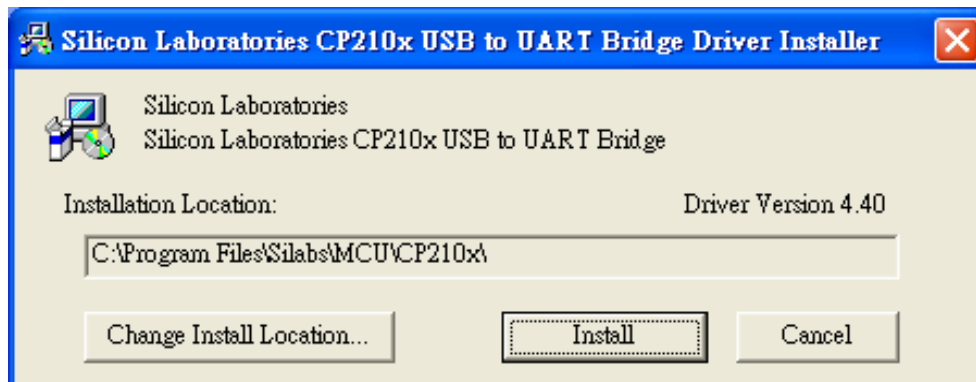 Silicon Laboratories CP210x USB to UART Bridge Driver Installer
Silicon Laboratories
Silicon Laboratories CP210x USB to UART Bridge
Installation Location: Driver Version 4.40
C:\Program Files\Silabs\MCU\CP210x\
Change Install Location... Install Cancel